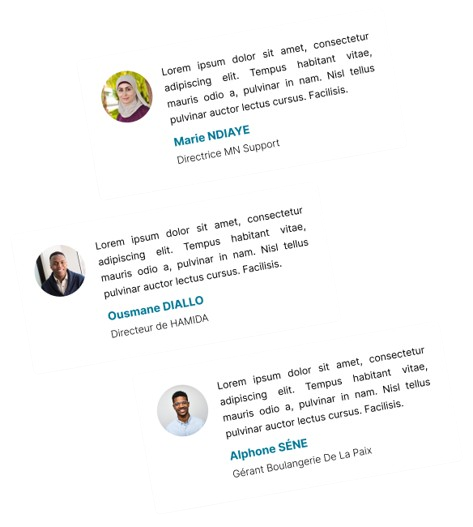 Lorem ipsum dolor sit amet, consectetur
adipiscing elit. Tempus habitant vitae,
mauris odio a, pulvinar in nam. Nisl tellus
pulvinar auctor lectus cursus. Facilisis.
Marie NDIAYE
Directrice MN Support
Lorem ipsum dolor sit amet, consectetur
adipiscing elit. Tempus habitant vitae,
mauris odio a, pulvinar in nam. Nisl tellus
pulvinar auctor lectus cursus. Facilisis.
Ousmane DIALLO
Directeur de HAMIDA
Lorem ipsum dolor sit amet, consectetur
adipiscing elit. Tempus habitant vitae,
mauris odio a, pulvinar in nam. Nisl tellus
pulvinar auctor lectus cursus. Facilisis.
Alphone SÉNE
Gérant Boulangerie De La Paix